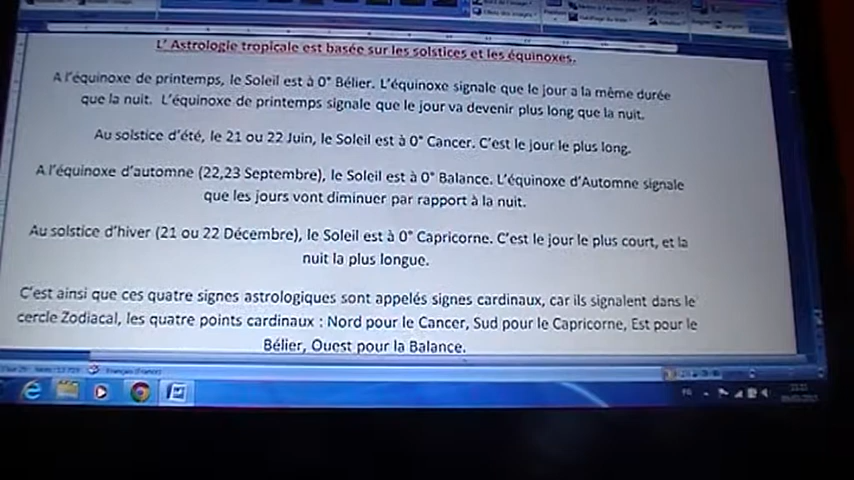 L' Astrologie tropicale est basée sur les solstices et les équinoxes.
A l'équinoxe de printemps, le Soleil est à 0° Bélier. L'équinoxe signale que le jour a la même durée
que la nuit. L'équinoxe de printemps signale que le jour va devenir plus long que la nuit.
Au solstice d'été, le 21 ou 22 Juin, le Soleil est à 0° Cancer. C'est le jour le plus long.
A l'équinoxe d'automne (22,23 Septembre), le Soleil est à 0° Balance. L'équinoxe d'Automne signale
que les jours vont diminuer par rapport à la nuit.
Au solstice d'hiver (21 ou 22 Décembre), le Soleil est à 0° Capricorne. C'est le jour le plus court, et la
nuit la plus longue.
C'est ainsi que ces quatre signes astrologiques sont appelés signes cardinaux, car ils signalent dans le
cercle Zodiacal, les quatre points cardinaux : Nord pour le Cancer, Sud pour le Capricorne, Est pour le
Bélier, Ouest pour la Balance.
Français (France)
FR